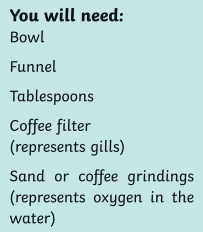 You will need:
Bowl
Funnel
Tablespoons
Coffee filter
(represents gills)
Sand or coffee grindings
(represents oxygen in the
water)